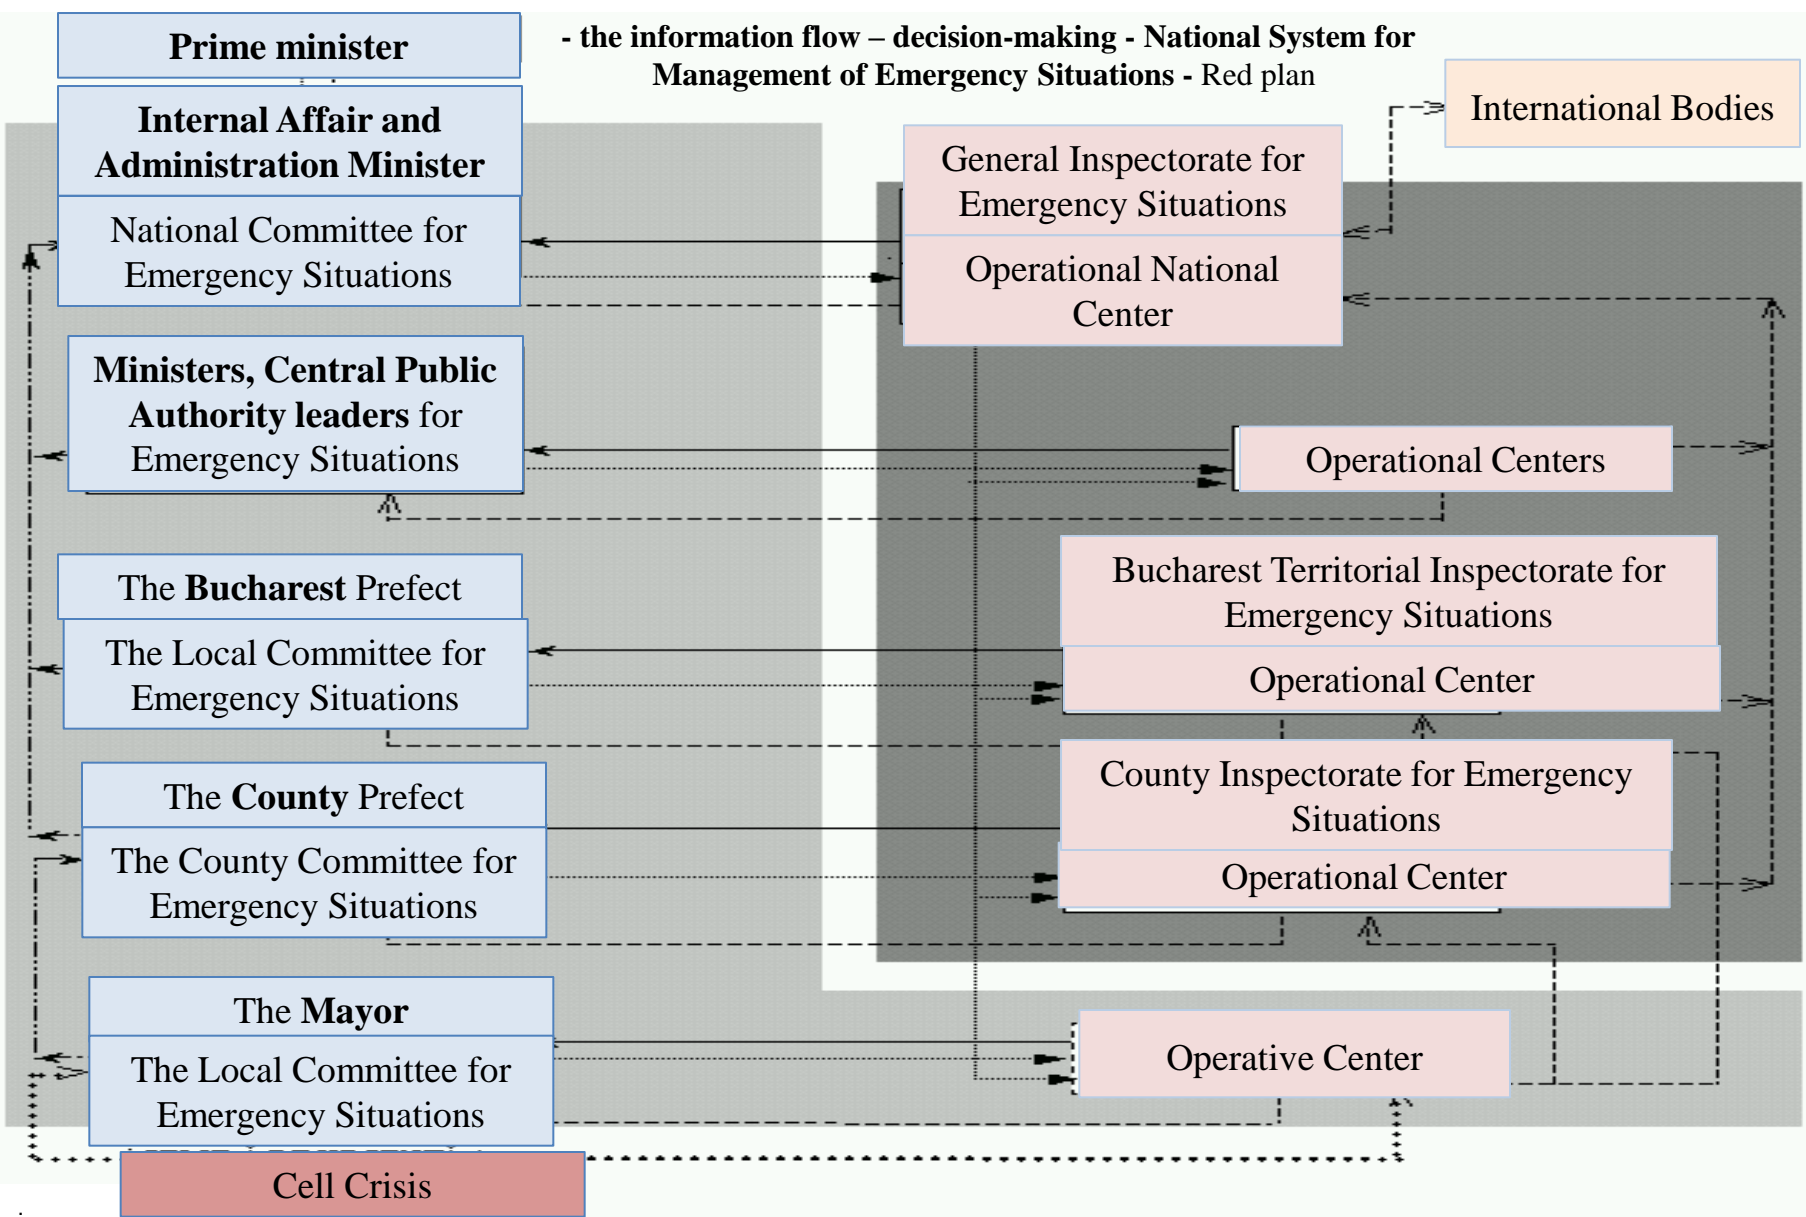 Prime minister
- the information flow – decision-making - National System for
Management of Emergency Situations - Red plan
International Bodies
Internal Affair and
Administration Minister
National Committee for
Emergency Situations
General Inspectorate for
Emergency Situations
Operational National
Center
Ministers, Central Public
Authority leaders for
Emergency Situations
Operational Centers
The Bucharest Prefect
The Local Committee for
Emergency Situations
Bucharest Territorial Inspectorate for
Emergency Situations
Operational Center
The County Prefect
The County Committee for
Emergency Situations
County Inspectorate for Emergency
Situations
Operational Center
The Mayor
The Local Committee for
Emergency Situations
Operative Center
Cell Crisis